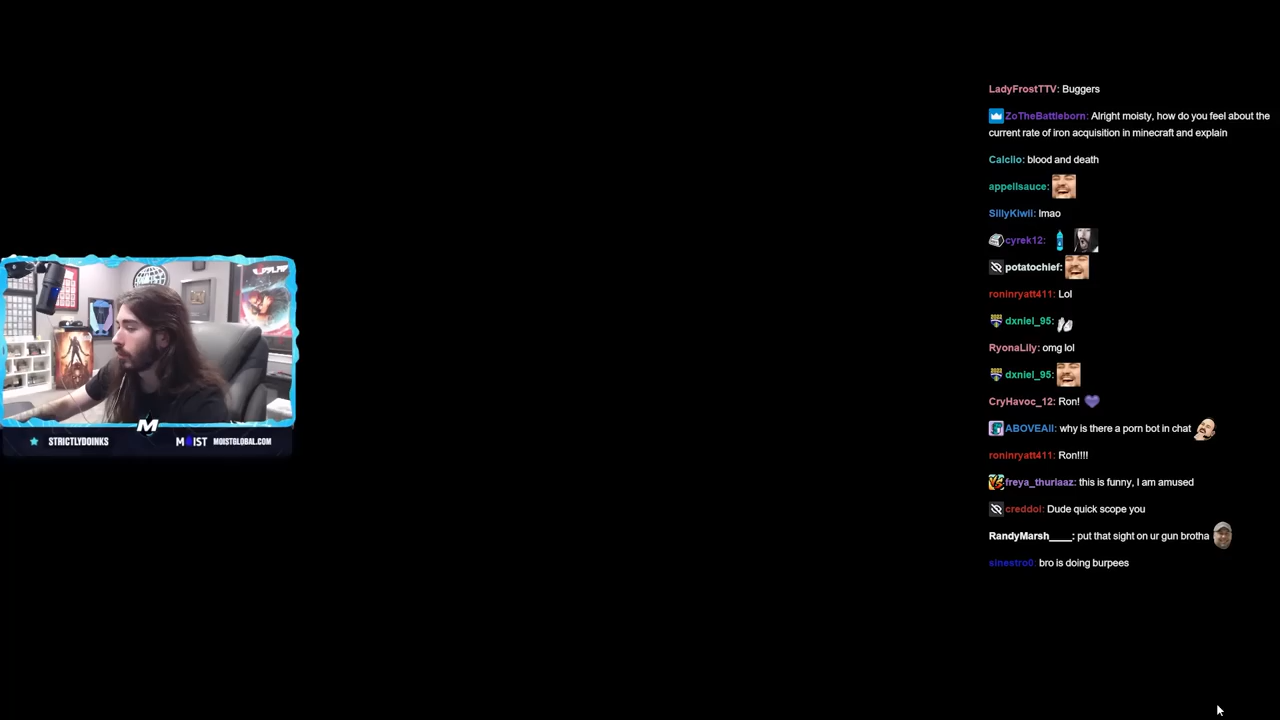 LadyFrostTTV: Buggers
ZoTheBattleborn: Alright moisty, how do you feel about the
current rate of iron acquisition in minecraft and explain
Calciio: blood and death
appellsauce:
SillyKiwii: lmao
cyrek12:
potatochief:
roninryatt411: Lol
dxniel_95:
RyonaLily: omg lol
dxniel_95:
CryHavoc_12: Ron!
ABOVEAll: why is there a porn bot in chat
roninryatt411: Ron!!!!
freya_thuriaaz: this is funny, I am amused
creddol: Dude quick scope you
RandyMarsh____: put that sight on ur gun brotha
sinestro0: bro is doing burpees
M
STRICTLYDOINKS
MOIST
MOISTGLOBAL.COM